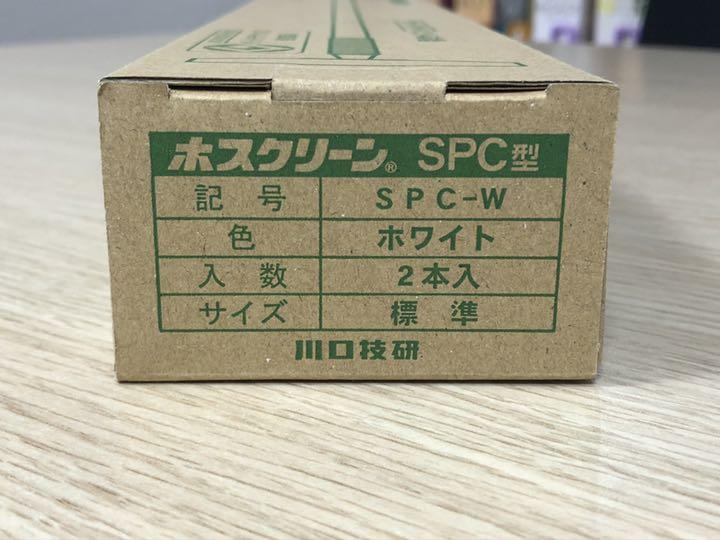 ホスクリーン® SPC型
記号 SPC-W
色 ホワイト
入数 2本入
サイズ 標準
川口技研